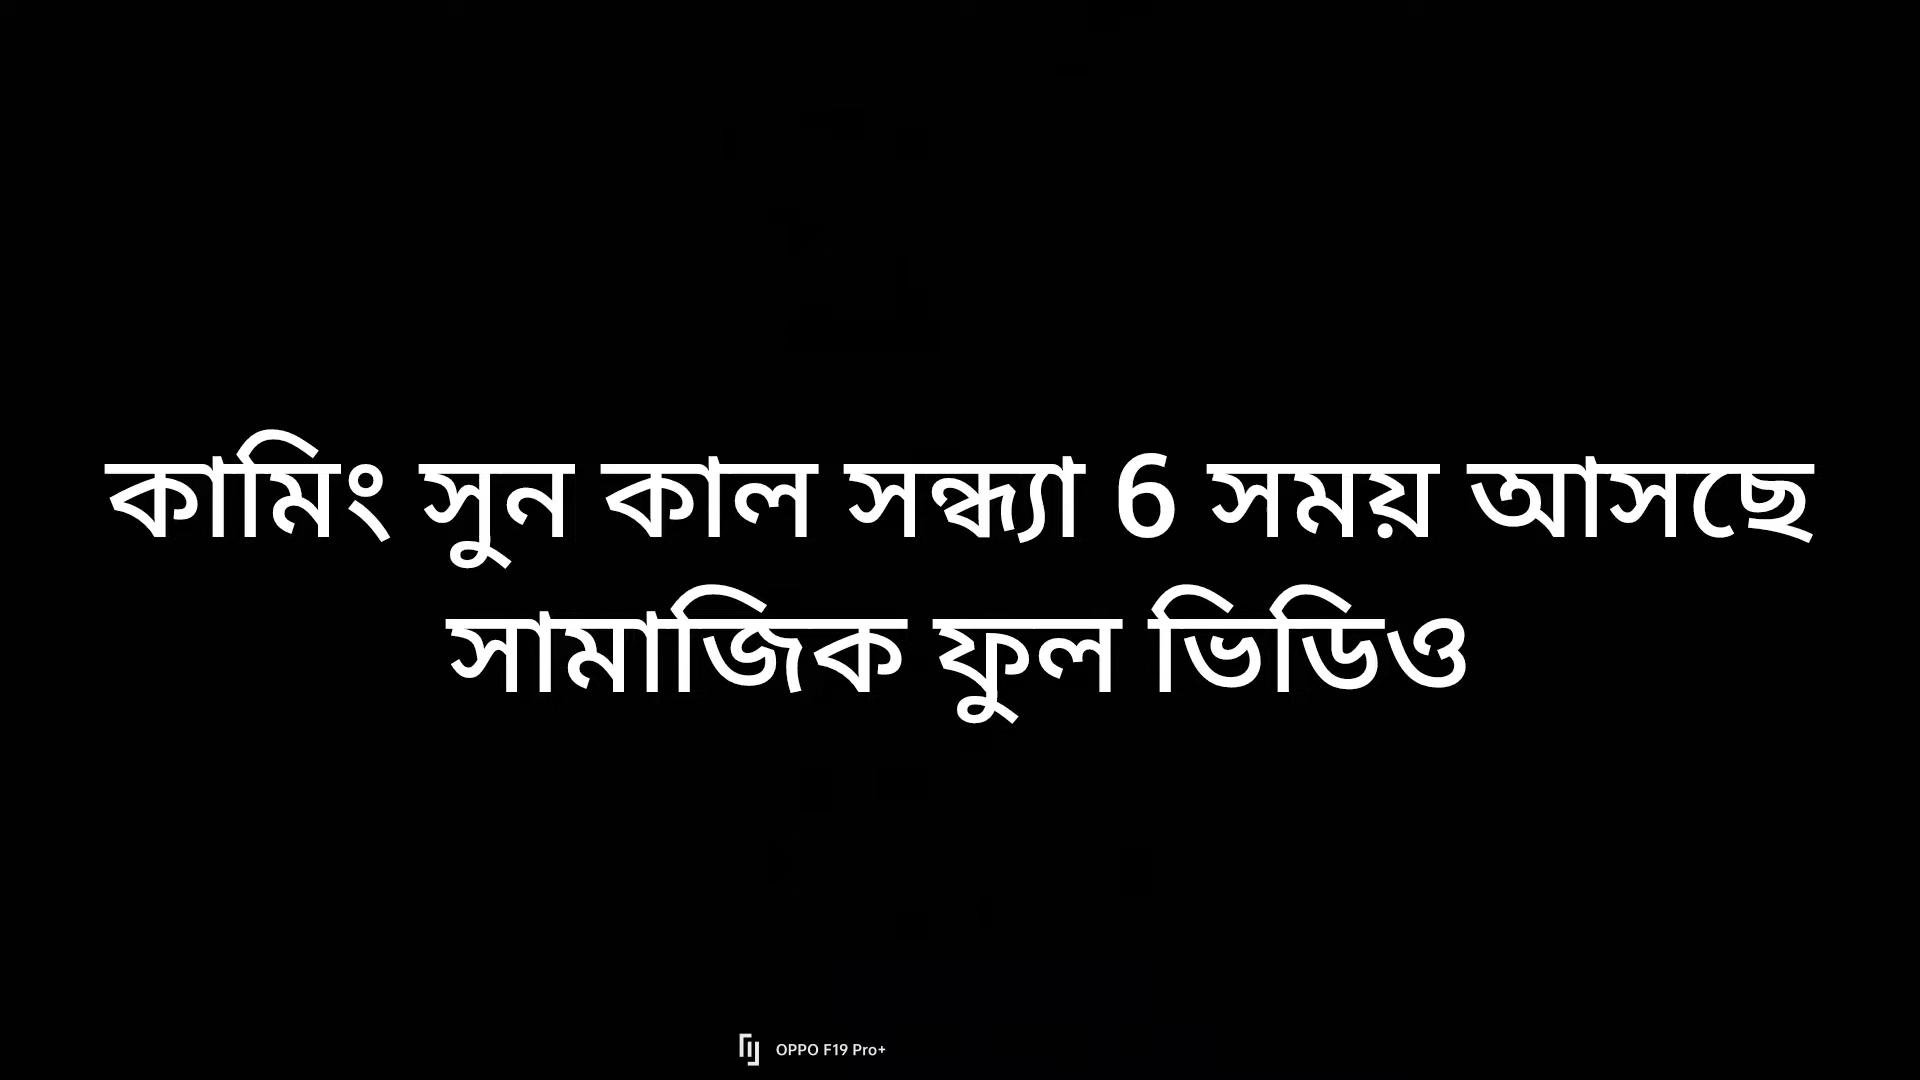 কামিং সুন কাল সন্ধ্যা 6 সময় আসছে
সামাজিক ফুল ভিডিও
OPPO F19 Pro+